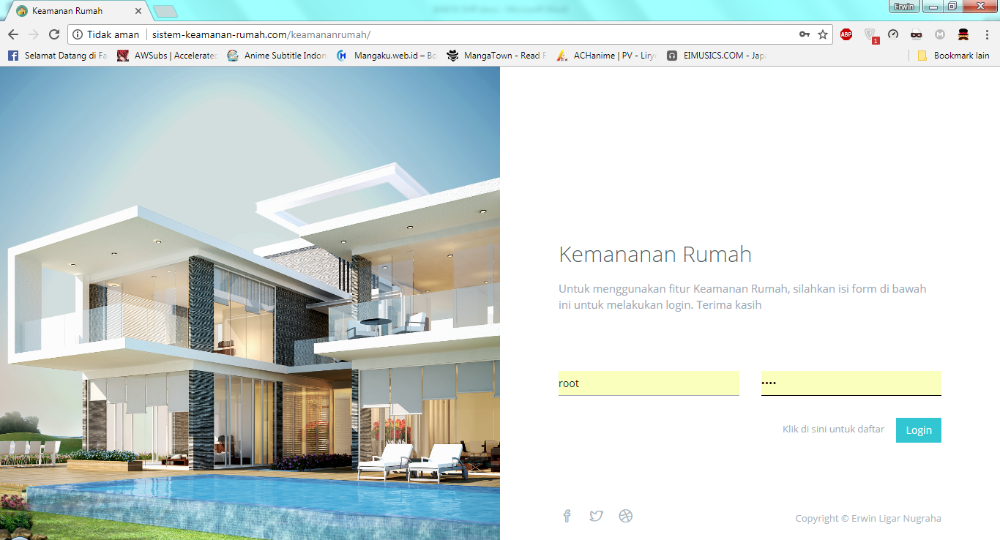 Keamanan Rumah
Erwin
Tidak aman
sistem-keamanan-rumah.com/keamananrumah/
ABP
1
Selamat Datang di Fa
AWSubs | Accelerated
Anime Subtitle Indon
Mangaku.web.id – Bo
MangaTown - Read F
ACHanime | PV - Liryc
EIMUSICS.COM - Japa
Bookmark lain
Kemananan Rumah
Untuk menggunakan fitur Keamanan Rumah, silahkan isi form di bawah
ini untuk melakukan login. Terima kasih
root
••••
Klik di sini untuk daftar
Login
Copyright © Erwin Ligar Nugraha